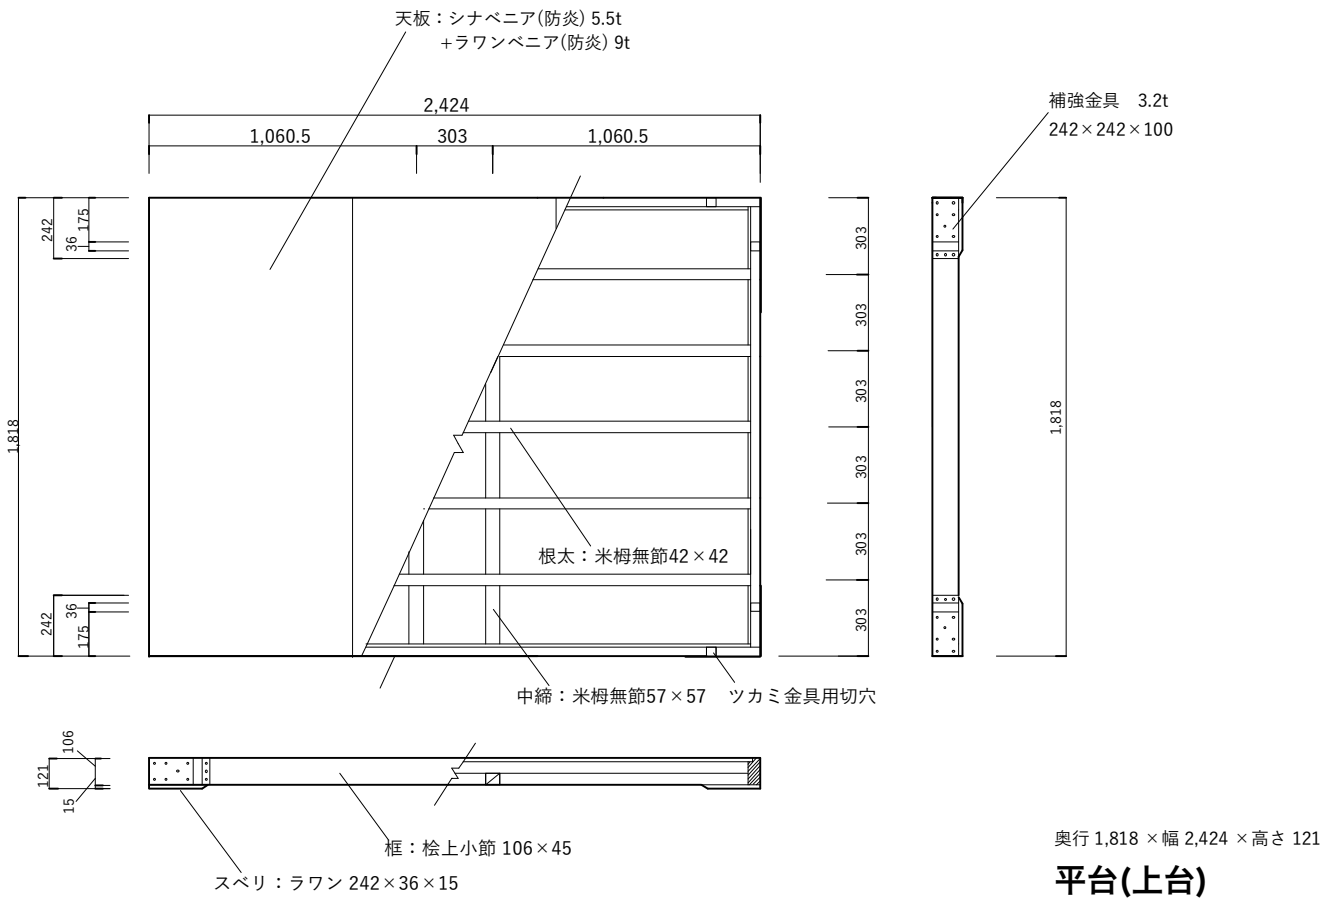 天板：シナベニア(防炎) 5.5t
+ラワンベニア(防炎) 9t
2,424
1,060.5
303
1,060.5
補強金具　3.2t
242×242×100
242
175
36
1,818
303
303
303
303
303
303
1,818
根太：米栂無節42×42
242
36
175
中締：米栂無節57×57
ツカミ金具用切穴
106
121
15
框：桧上小節 106×45
スベリ：ラワン 242×36×15
奥行 1,818 ×幅 2,424 ×高さ 121
平台(上台)